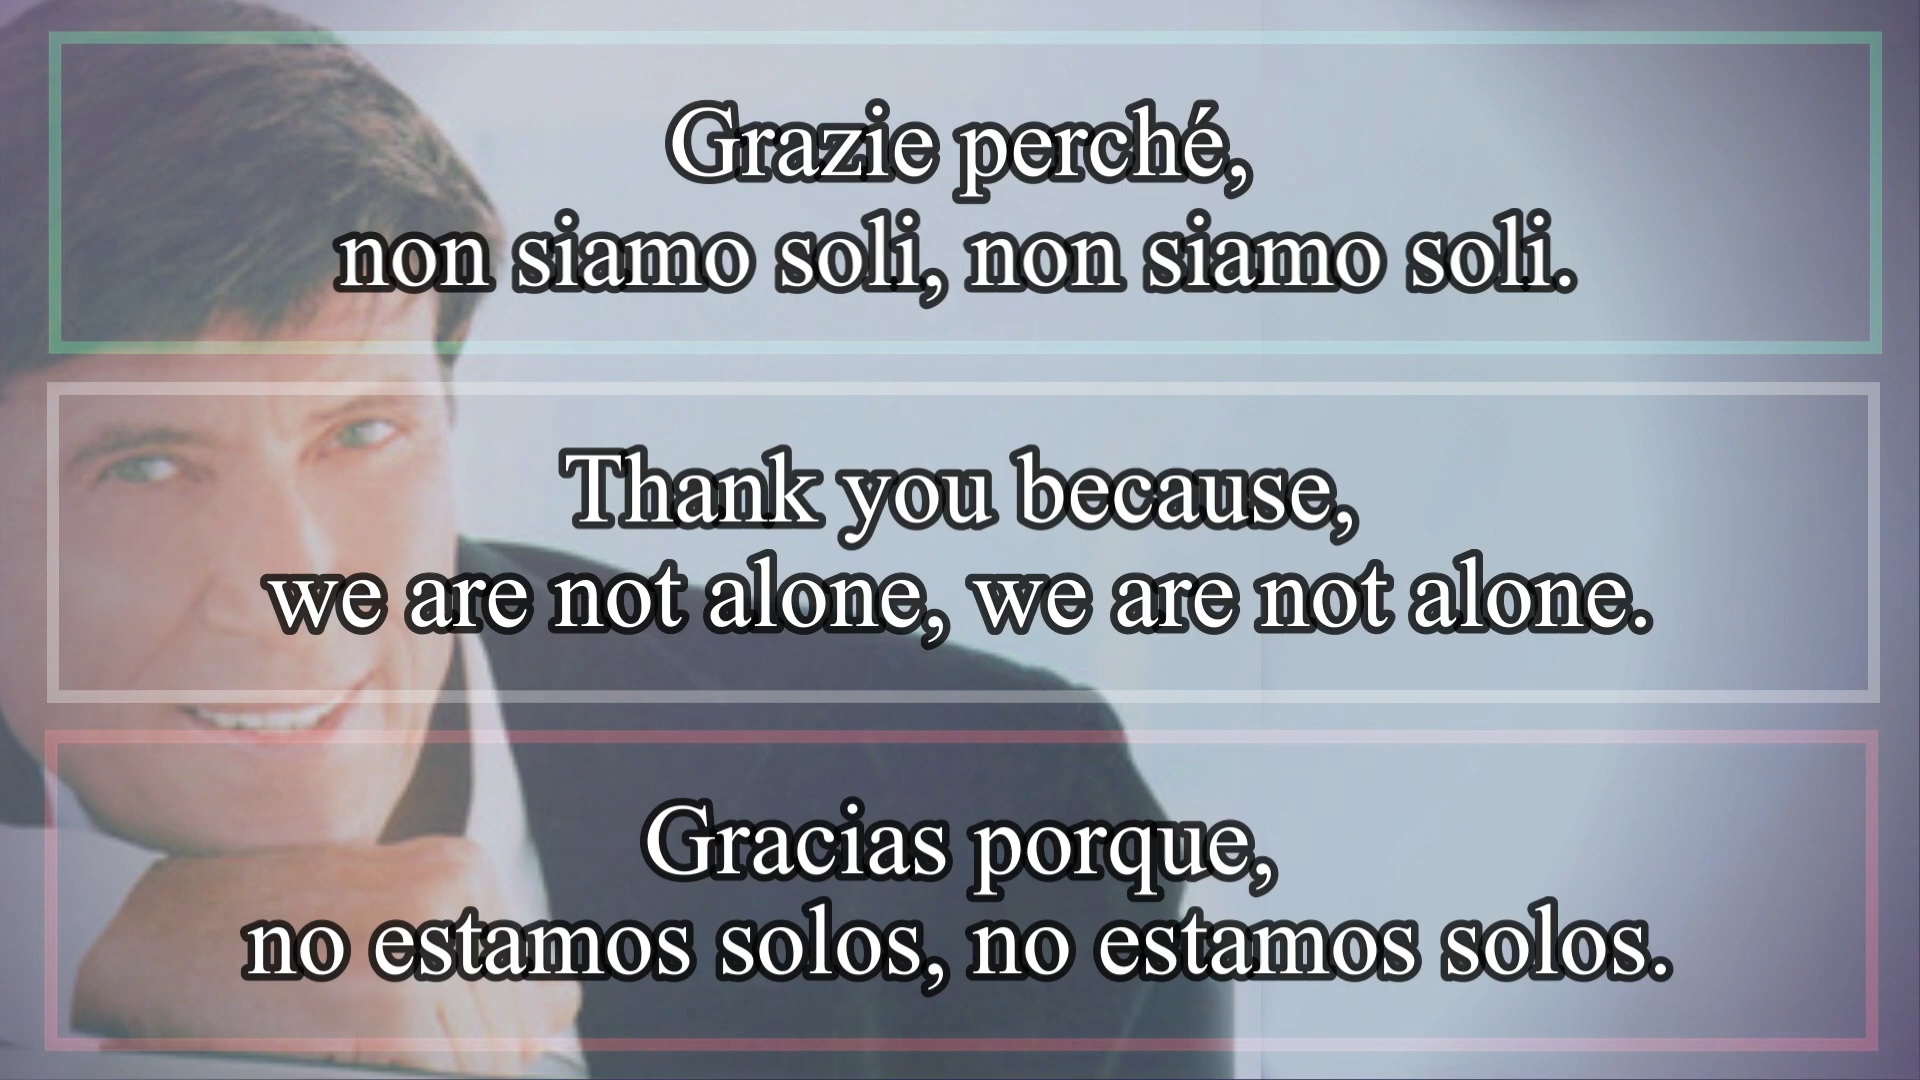 Grazie perché,
non siamo soli, non siamo soli.
Thank you because,
we are not alone, we are not alone.
Gracias porque,
no estamos solos, no estamos solos.